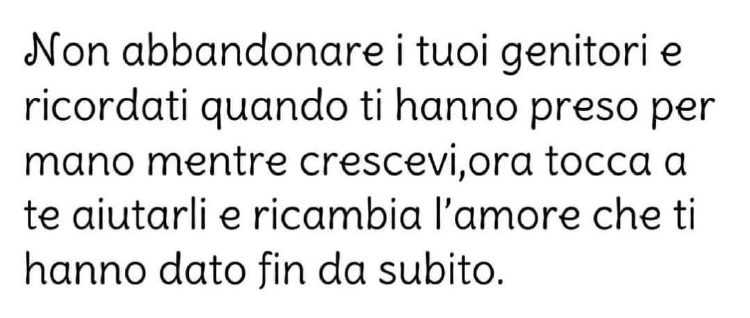 Non abbandonare i tuoi genitori e
ricordati quando ti hanno preso per
mano mentre crescevi,ora tocca a
te aiutarli e ricambia l'amore che ti
hanno dato fin da subito.